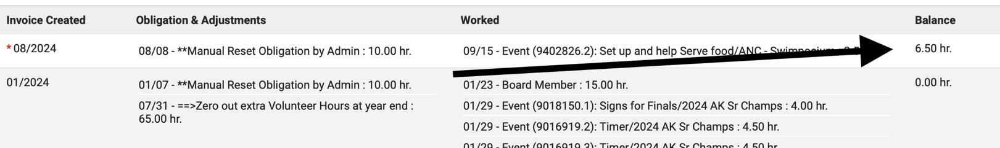 Invoice Created Obligation & Adjustments Worked Balance
* 08/2024 08/08 - **Manual Reset Obligation by Admin : 10.00 hr. 09/15 - Event (9402826.2): Set up and help Serve food/ANC - Swimposium : 6.50 hr.
01/2024 01/07 - **Manual Reset Obligation by Admin : 10.00 hr. 01/23 - Board Member : 15.00 hr. 0.00 hr.
07/31 - ==>Zero out extra Volunteer Hours at year end : 01/29 - Event (9018150.1): Signs for Finals/2024 AK Sr Champs : 4.00 hr.
65.00 hr.
01/29 - Event (9016919.2): Timer/2024 AK Sr Champs : 4.50 hr.
01/29 - Event (9016919.3): Timer/2024 AK Sr Champs : 4.50 hr.